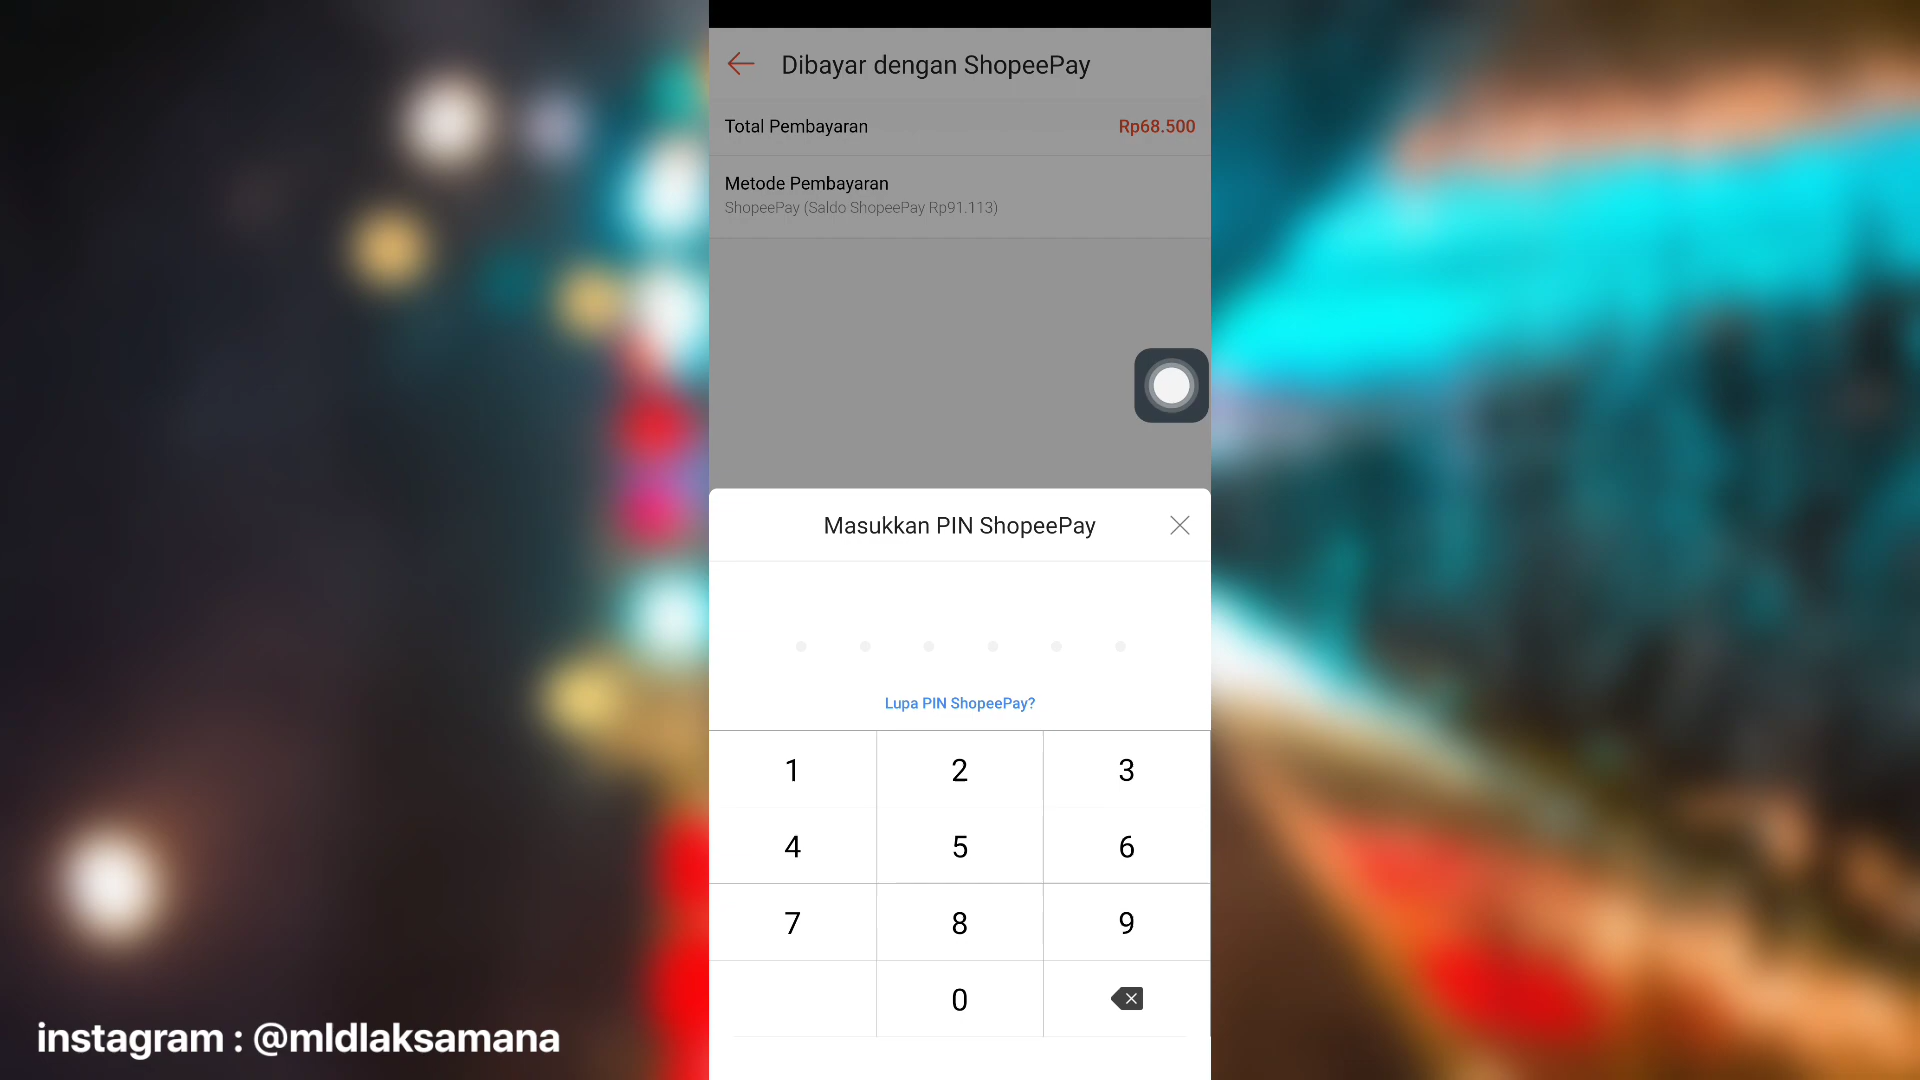 Dibayar dengan ShopeePay
Total Pembayaran Rp68.500
Metode Pembayaran
ShopeePay (Saldo ShopeePay Rp91.113)
Masukkan PIN ShopeePay
Lupa PIN ShopeePay?
1 2 3
4 5 6
7 8 9
0
instagram : @mldlaksamana